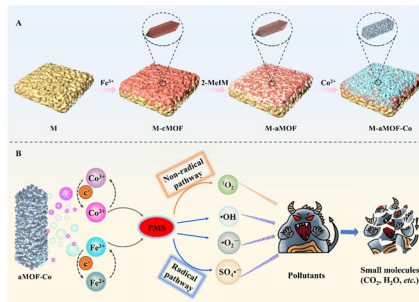 A
Fe³⁺
2-MeIM
Co²⁺
M
M-cMOF
M-aMOF
M-aMOF-Co
B
Non-radical
pathway
Co³⁺
e⁻
Co²⁺
Fe³⁺
e⁻
Fe²⁺
aMOF-Co
PMS
Radical
pathway
¹O₂
•OH
•O₂⁻
SO₄•⁻
Pollutants
Small molecules
(CO₂, H₂O, etc.)